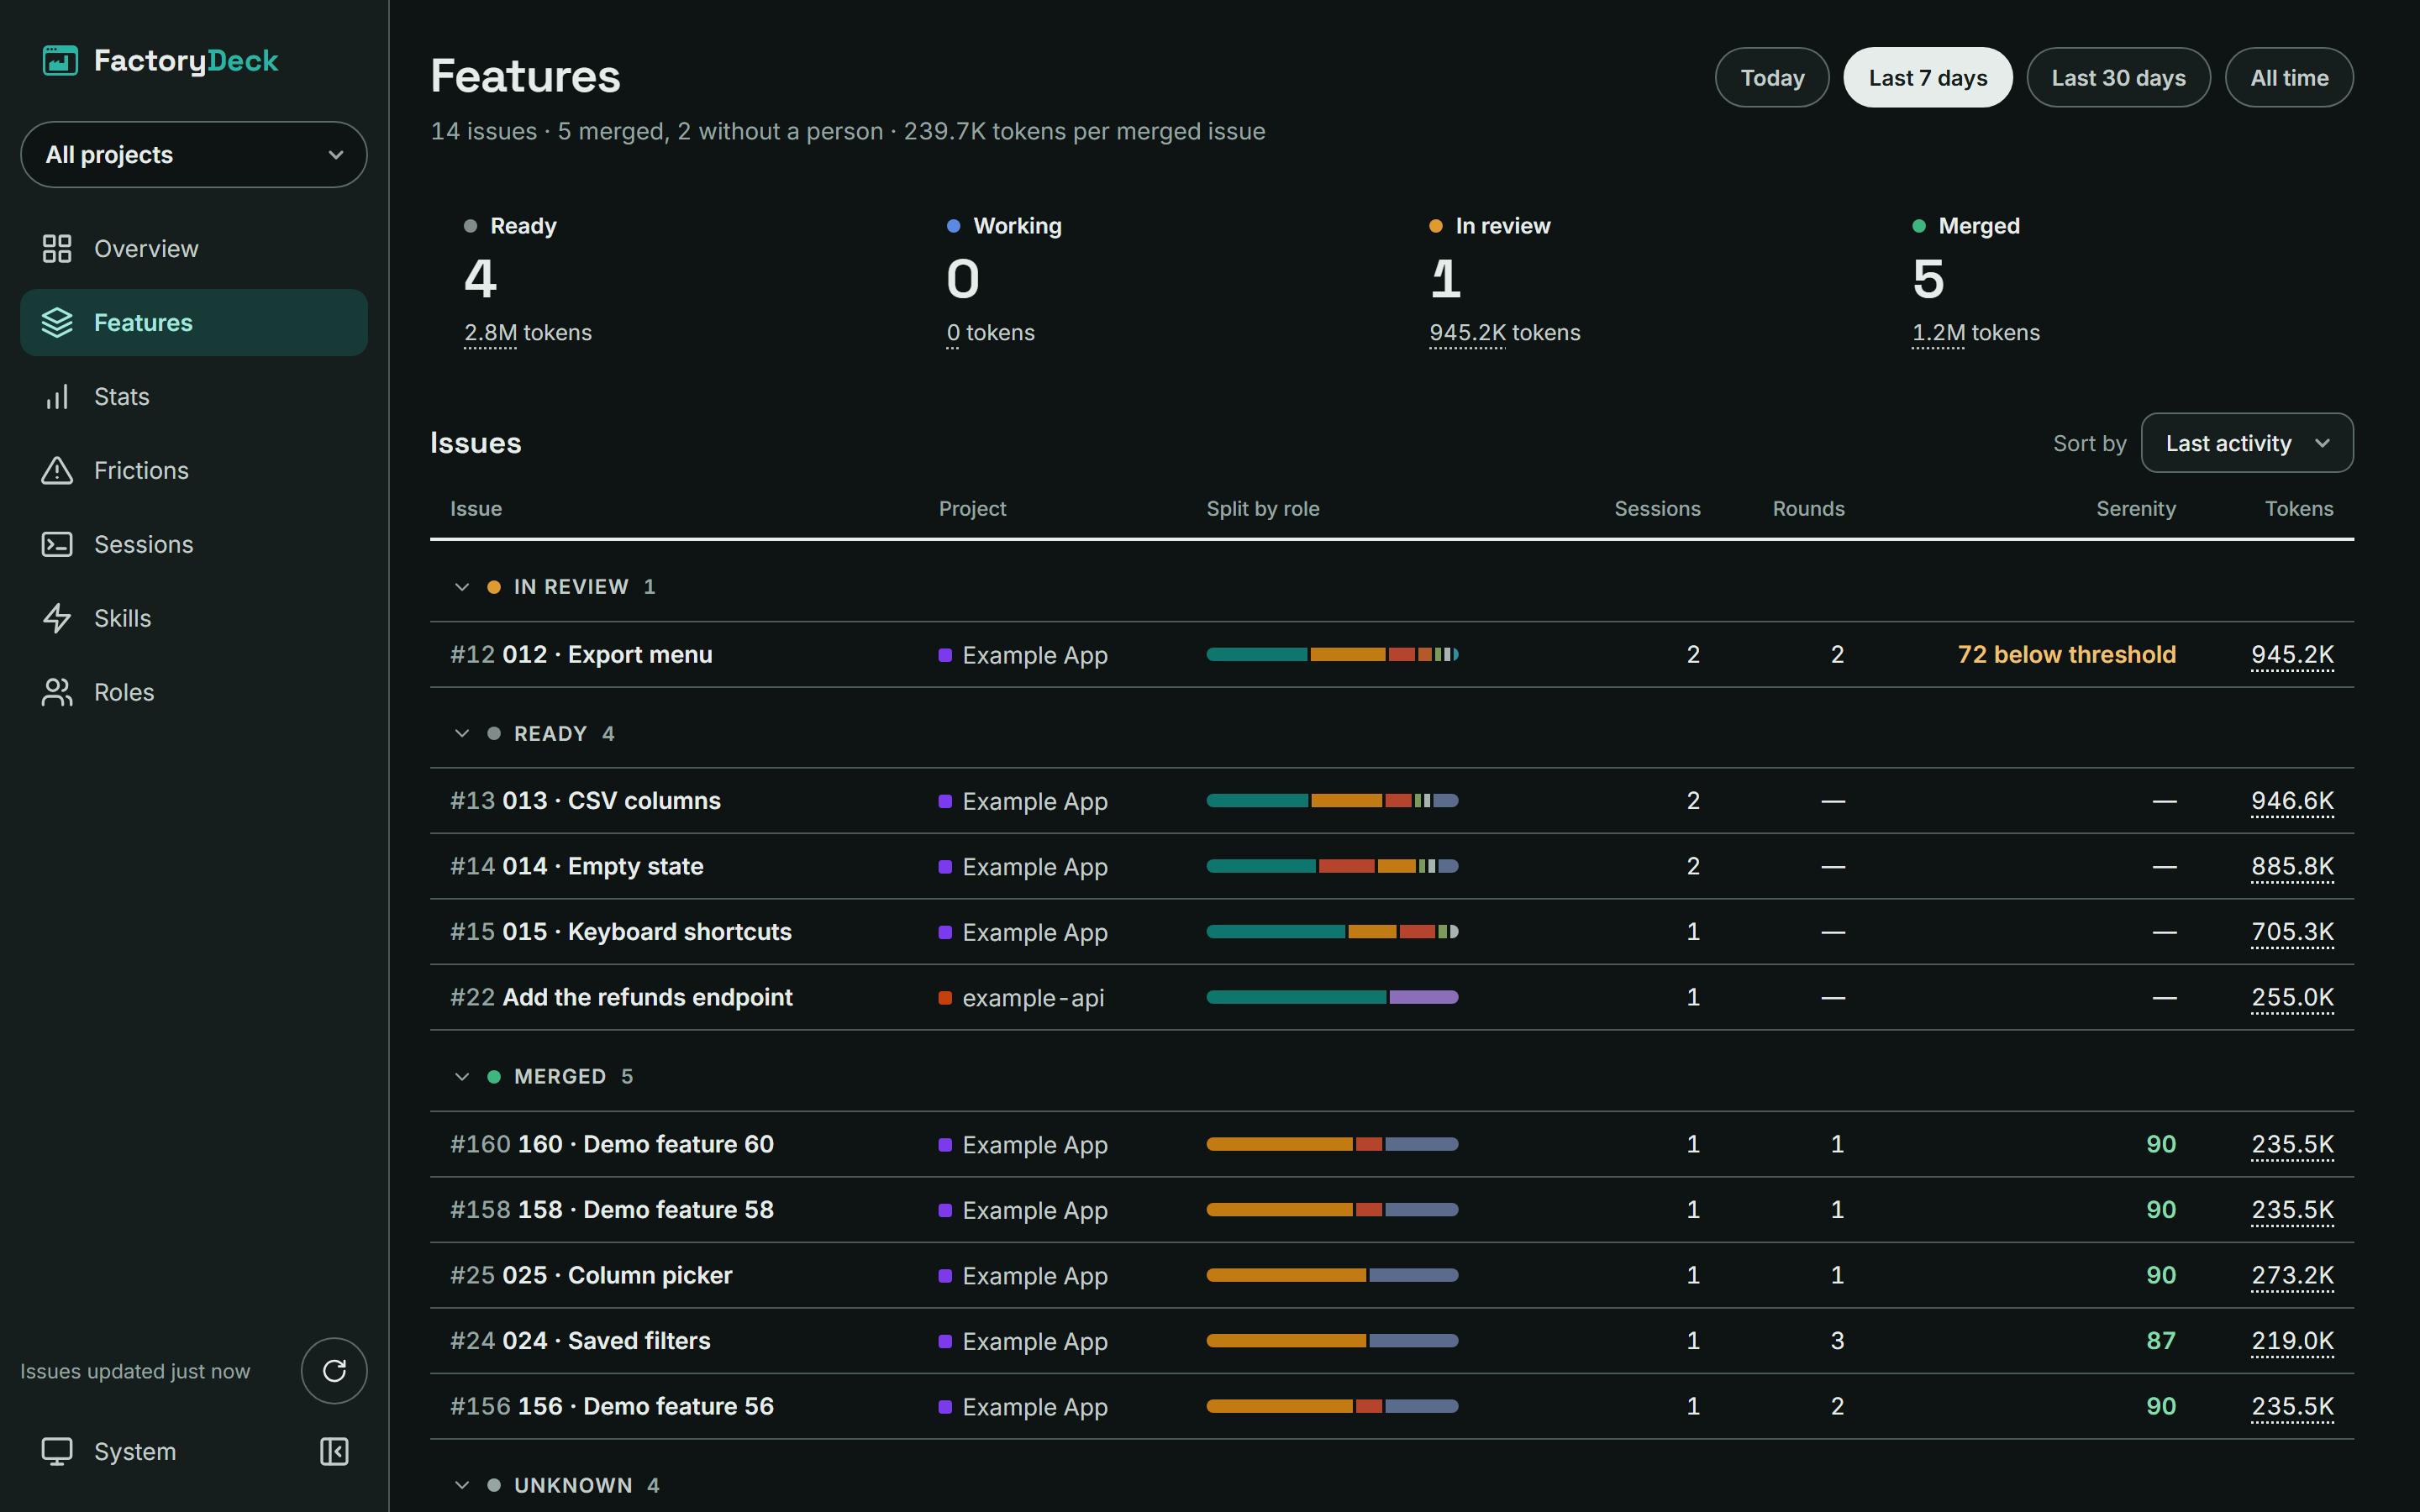 FactoryDeck
All projects
Overview
Features
Stats
Frictions
Sessions
Skills
Roles
Issues updated just now
System
Features
14 issues · 5 merged, 2 without a person · 239.7K tokens per merged issue
Today
Last 7 days
Last 30 days
All time
Ready
4
2.8M tokens
Working
0
0 tokens
In review
1
945.2K tokens
Merged
5
1.2M tokens
Issues
Sort by Last activity
Issue Project Split by role Sessions Rounds Serenity Tokens
IN REVIEW 1
#12 012 · Export menu Example App 2 2 72 below threshold 945.2K
READY 4
#13 013 · CSV columns Example App 2 — — 946.6K
#14 014 · Empty state Example App 2 — — 885.8K
#15 015 · Keyboard shortcuts Example App 1 — — 705.3K
#22 Add the refunds endpoint example-api 1 — — 255.0K
MERGED 5
#160 160 · Demo feature 60 Example App 1 1 90 235.5K
#158 158 · Demo feature 58 Example App 1 1 90 235.5K
#25 025 · Column picker Example App 1 1 90 273.2K
#24 024 · Saved filters Example App 1 3 87 219.0K
#156 156 · Demo feature 56 Example App 1 2 90 235.5K
UNKNOWN 4